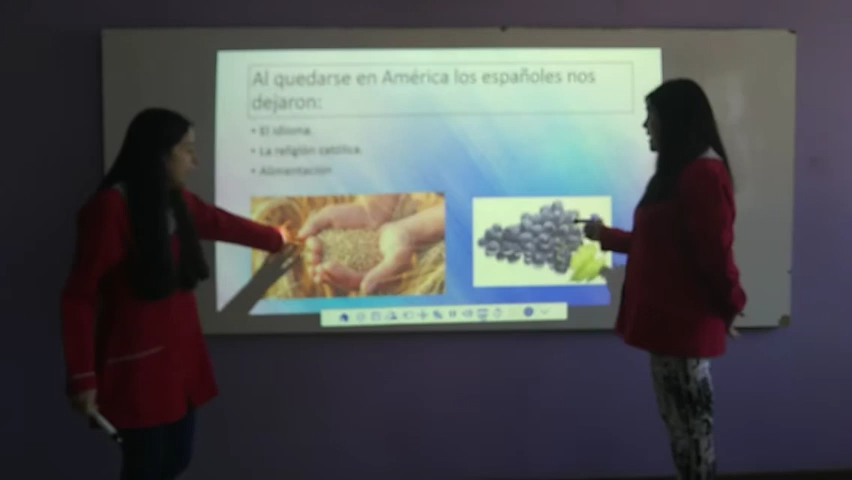 Al quedarse en América los españoles nos
dejaron:
• El idioma.
• La religión católica.
• Alimentación